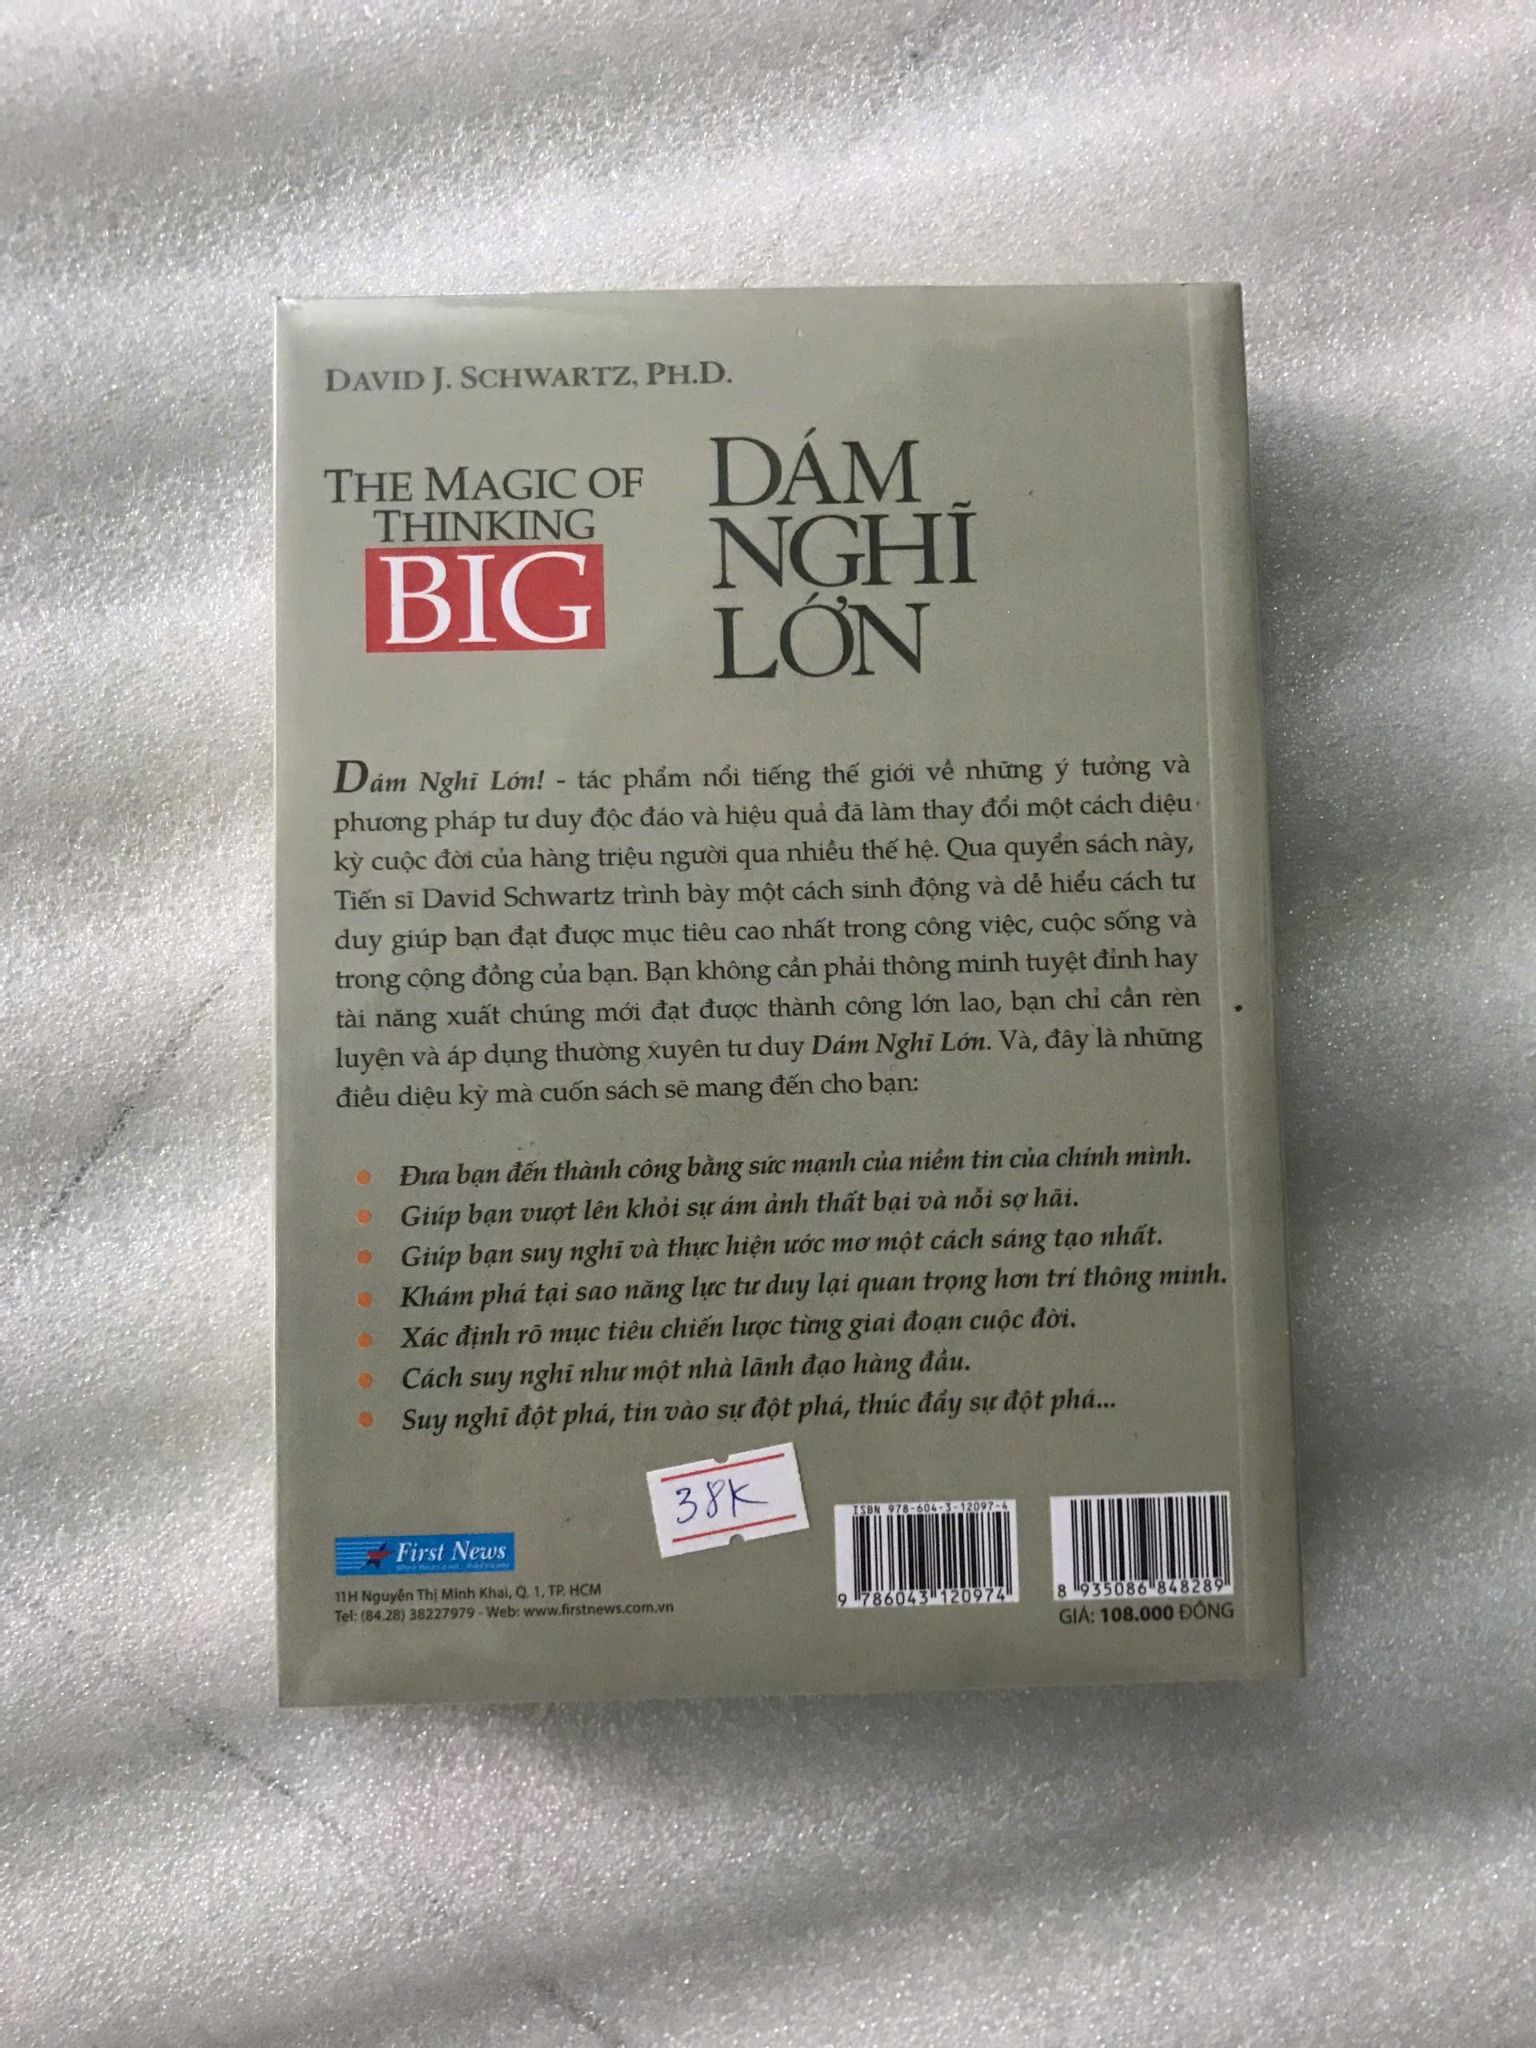 DAVID J. SCHWARTZ, PH.D.
THE MAGIC OF
THINKING
BIG
DÁM
NGHĨ
LỚN
Dám Nghĩ Lớn! - tác phẩm nổi tiếng thế giới về những ý tưởng và
phương pháp tư duy độc đáo và hiệu quả đã làm thay đổi một cách diệu
kỳ cuộc đời của hàng triệu người qua nhiều thế hệ. Qua quyển sách này,
Tiến sĩ David Schwartz trình bày một cách sinh động và dễ hiểu cách tư
duy giúp bạn đạt được mục tiêu cao nhất trong công việc, cuộc sống và
trong cộng đồng của bạn. Bạn không cần phải thông minh tuyệt đỉnh hay
tài năng xuất chúng mới đạt được thành công lớn lao, bạn chỉ cần rèn
luyện và áp dụng thường xuyên tư duy Dám Nghĩ Lớn. Và, đây là những
điều diệu kỳ mà cuốn sách sẽ mang đến cho bạn:
Đưa bạn đến thành công bằng sức mạnh của niềm tin của chính mình.
Giúp bạn vượt lên khỏi sự ám ảnh thất bại và nỗi sợ hãi.
Giúp bạn suy nghĩ và thực hiện ước mơ một cách sáng tạo nhất.
Khám phá tại sao năng lực tư duy lại quan trọng hơn trí thông minh.
Xác định rõ mục tiêu chiến lược từng giai đoạn cuộc đời.
Cách suy nghĩ như một nhà lãnh đạo hàng đầu.
Suy nghĩ đột phá, tin vào sự đột phá, thúc đẩy sự đột phá...
38K
First News
11H Nguyễn Thị Minh Khai, Q. 1, TP. HCM
Tel: (84.28) 38227979 - Web: www.firstnews.com.vn
ISBN 978-604-3-12097-4
9 786043 120974
8 935086 848289
GIÁ: 108.000 ĐỒNG